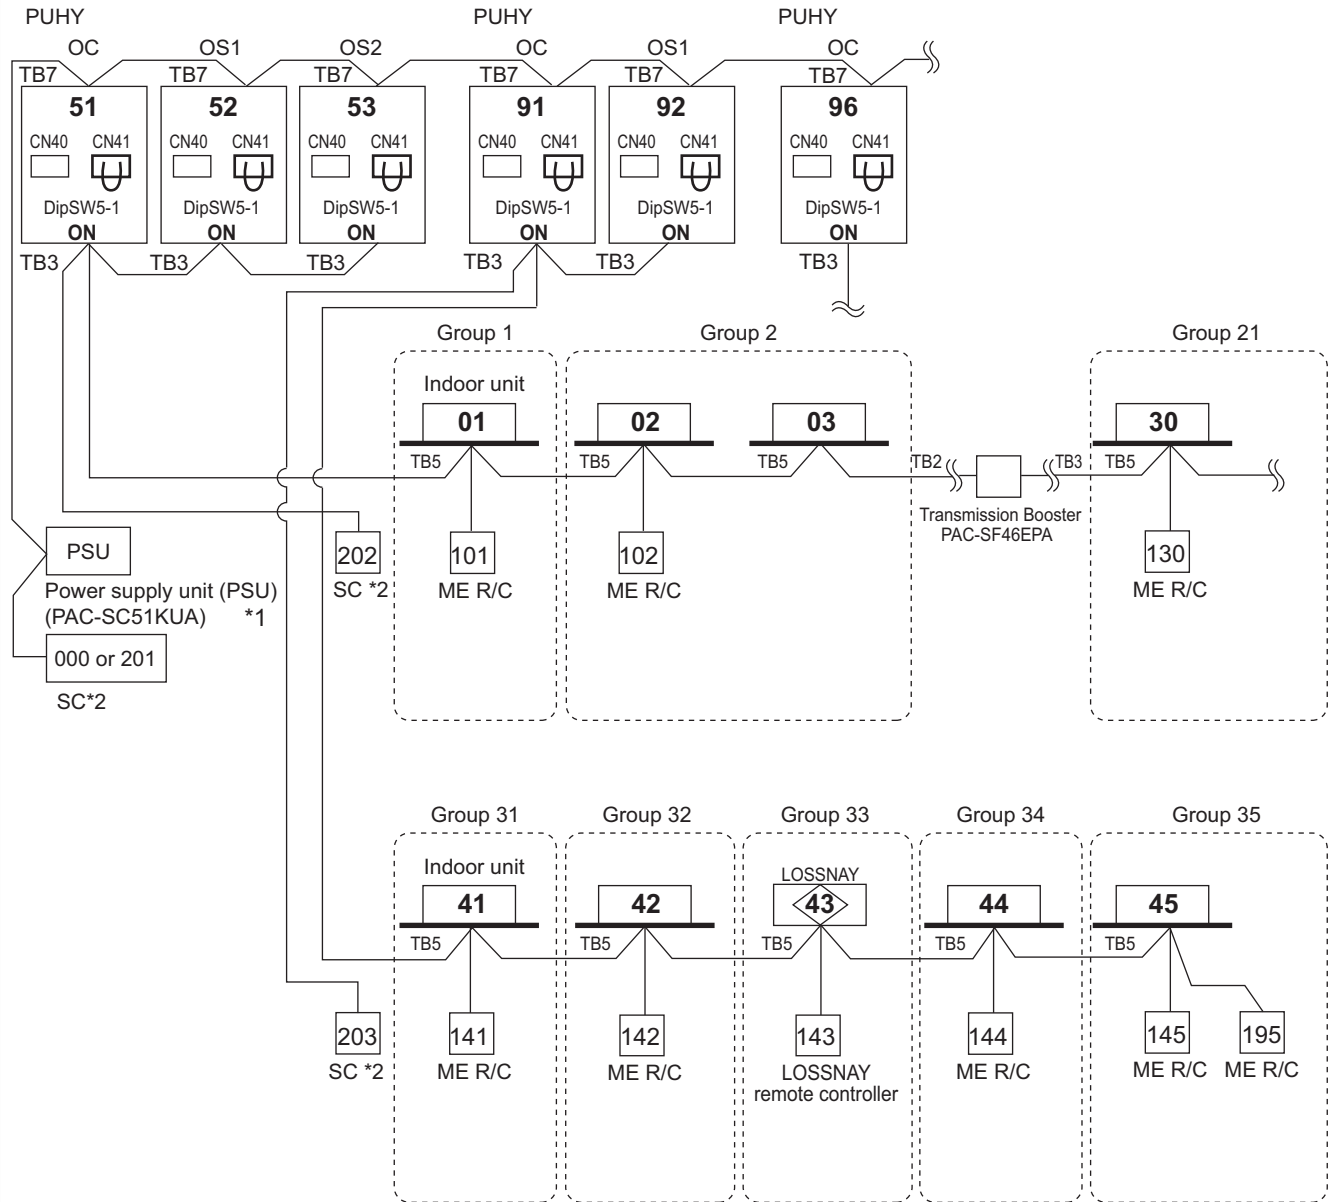 PUHY PUHY PUHY
OC OS1 OS2 OC OS1 OC
TB7 TB7 TB7 TB7 TB7 TB7
51 52 53 91 92 96
CN40 CN41 CN40 CN41 CN40 CN41 CN40 CN41 CN40 CN41 CN40 CN41
DipSW5-1 DipSW5-1 DipSW5-1 DipSW5-1 DipSW5-1 DipSW5-1
ON ON ON ON ON ON
TB3 TB3 TB3 TB3 TB3 TB3
Group 1 Group 2 Group 21
Indoor unit
01 02 03 30
TB5 TB5 TB5 TB2 TB3 TB5
Transmission Booster
PAC-SF46EPA
PSU 202 101 102 130
SC *2 ME R/C ME R/C ME R/C
Power supply unit (PSU)
(PAC-SC51KUA) *1
000 or 201
SC*2
Group 31 Group 32 Group 33 Group 34 Group 35
Indoor unit LOSSNAY
41 42 43 44 45
TB5 TB5 TB5 TB5 TB5
203 141 142 143 144 145 195
SC *2 ME R/C ME R/C LOSSNAY ME R/C ME R/C ME R/C
remote controller